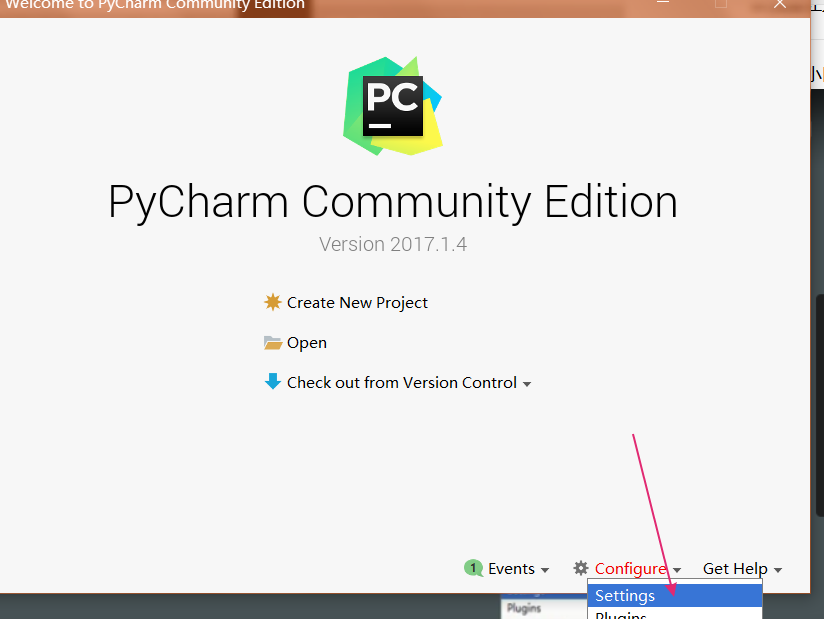 Welcome to PyCharm Community Edition
PC
PyCharm Community Edition
Version 2017.1.4
Create New Project
Open
Check out from Version Control
1 Events
Configure
Get Help
Settings
Plugins
Plugins